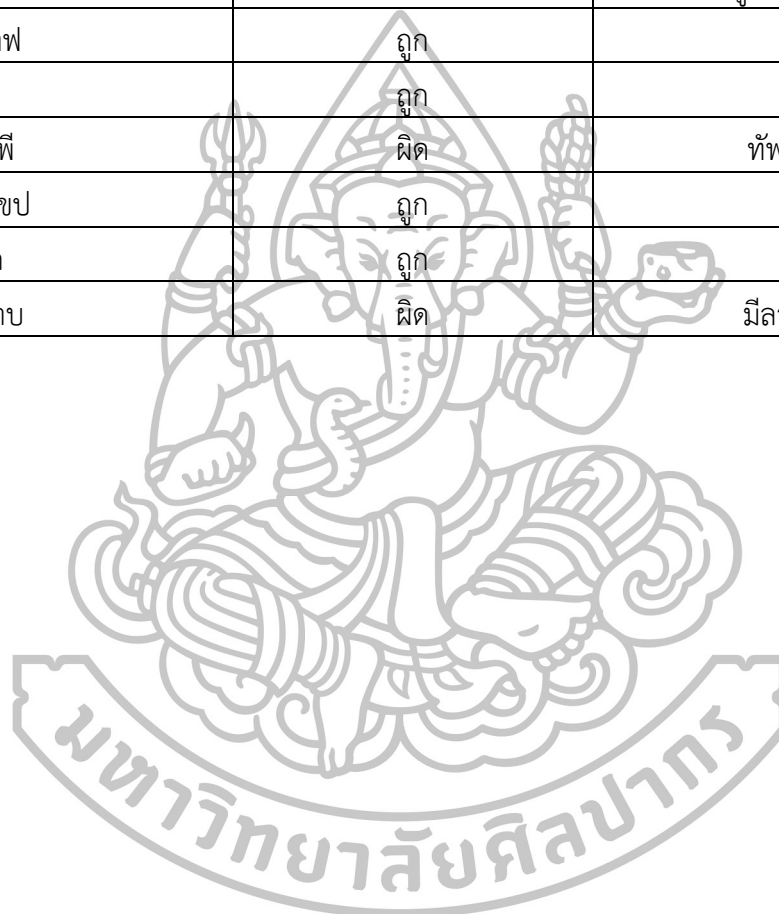 ฟ ถูก
ถูก
พี ผิด ทัพ
ขป ถูก
ถูก
าบ ผิด มีล
มหาวิทยาลัยศิลปากร